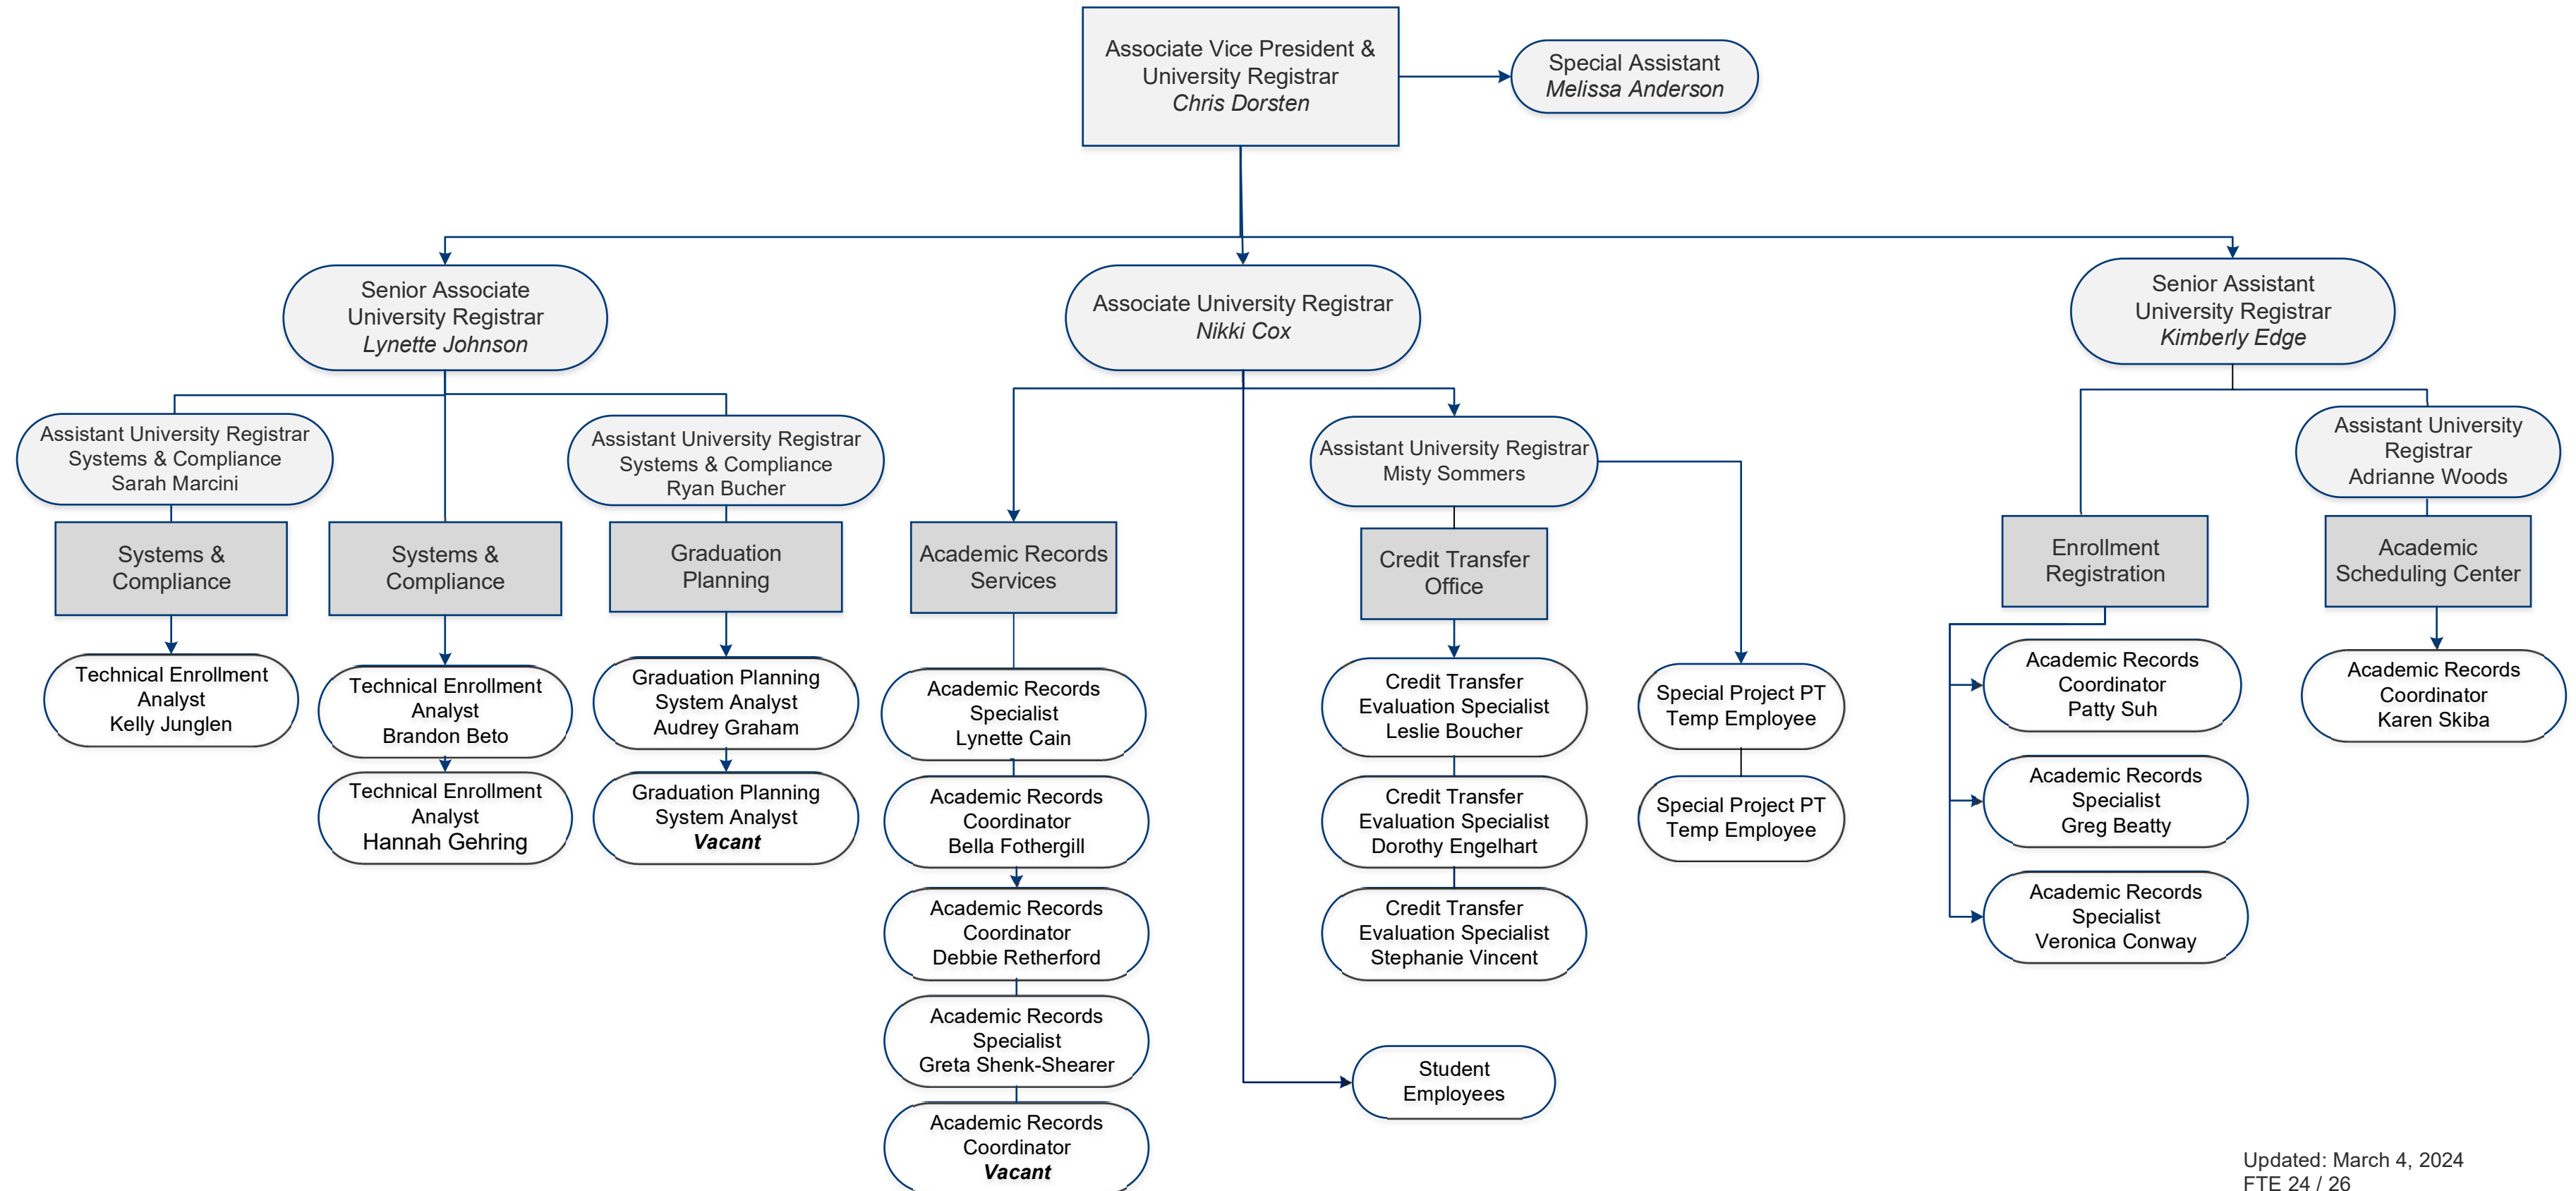 Associate Vice President &
University Registrar
Chris Dorsten
Special Assistant
Melissa Anderson
Senior Associate
University Registrar
Lynette Johnson
Associate University Registrar
Nikki Cox
Senior Assistant
University Registrar
Kimberly Edge
Assistant University Registrar
Systems & Compliance
Sarah Marcini
Assistant University Registrar
Systems & Compliance
Ryan Bucher
Assistant University Registrar
Misty Sommers
Assistant University
Registrar
Adrianne Woods
Systems &
Compliance
Systems &
Compliance
Graduation
Planning
Academic Records
Services
Credit Transfer
Office
Enrollment
Registration
Academic
Scheduling Center
Technical Enrollment
Analyst
Kelly Junglen
Technical Enrollment
Analyst
Brandon Beto
Technical Enrollment
Analyst
Hannah Gehring
Graduation Planning
System Analyst
Audrey Graham
Graduation Planning
System Analyst
Vacant
Academic Records
Specialist
Lynette Cain
Academic Records
Coordinator
Bella Fothergill
Academic Records
Coordinator
Debbie Retherford
Academic Records
Specialist
Greta Shenk-Shearer
Academic Records
Coordinator
Vacant
Credit Transfer
Evaluation Specialist
Leslie Boucher
Credit Transfer
Evaluation Specialist
Dorothy Engelhart
Credit Transfer
Evaluation Specialist
Stephanie Vincent
Special Project PT
Temp Employee
Special Project PT
Temp Employee
Student
Employees
Academic Records
Coordinator
Patty Suh
Academic Records
Specialist
Greg Beatty
Academic Records
Specialist
Veronica Conway
Academic Records
Coordinator
Karen Skiba
Updated: March 4, 2024
FTE 24 / 26